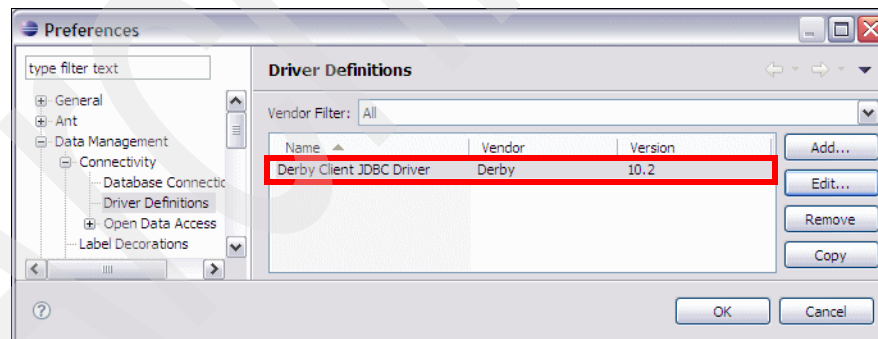 Preferences
type filter text
Driver Definitions
General
Ant
Data Management
Connectivity
Database Connectic
Driver Definitions
Open Data Access
Label Decorations
Vendor Filter: All
Name Vendor Version
Derby Client JDBC Driver Derby 10.2
Add...
Edit...
Remove
Copy
OK Cancel